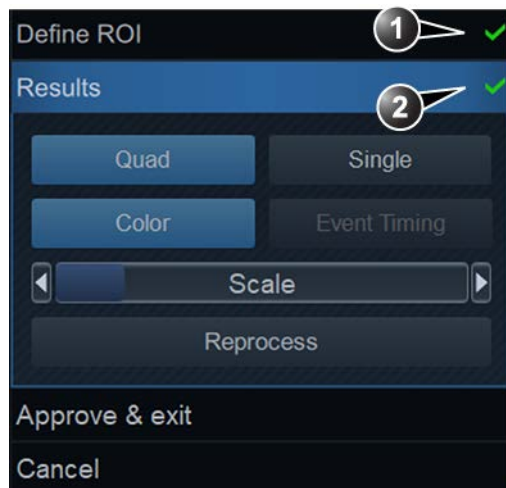 Define ROI
1
Results
2
Quad
Single
Color
Event Timing
Scale
Reprocess
Approve & exit
Cancel